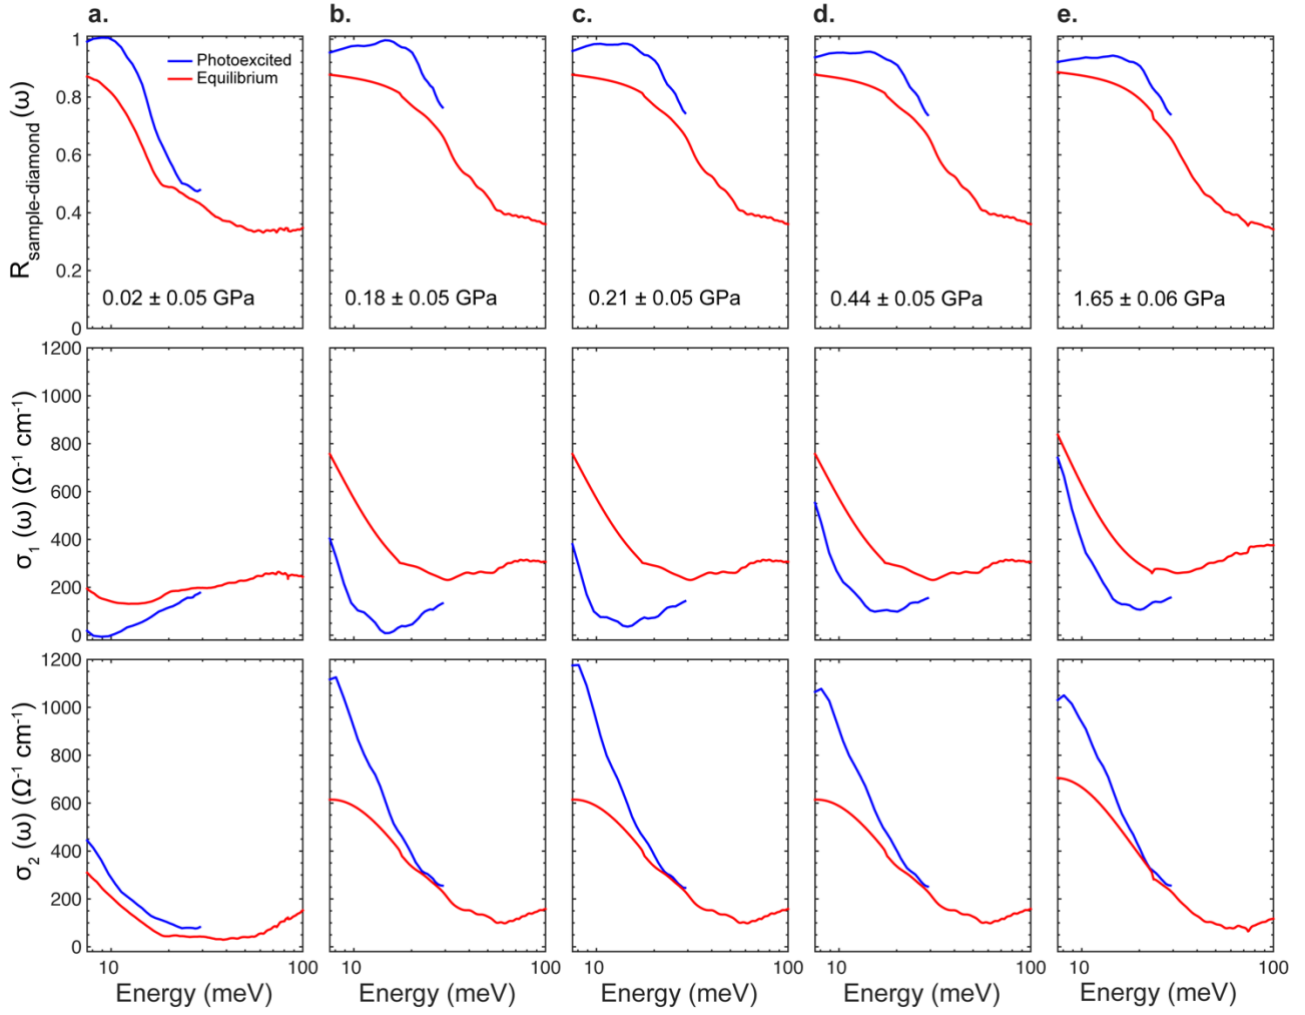 a.
b.
c.
d.
e.
R sample-diamond (ω)
1
0.8
0.6
0.4
0.2
0
Photoexcited
Equilibrium
0.02 ± 0.05 GPa
0.18 ± 0.05 GPa
0.21 ± 0.05 GPa
0.44 ± 0.05 GPa
1.65 ± 0.06 GPa
σ₁ (ω) (Ω⁻¹ cm⁻¹)
1200
1000
800
600
400
200
0
σ₂ (ω) (Ω⁻¹ cm⁻¹)
1200
1000
800
600
400
200
0
10
100
10
100
10
100
10
100
10
100
Energy (meV)
Energy (meV)
Energy (meV)
Energy (meV)
Energy (meV)